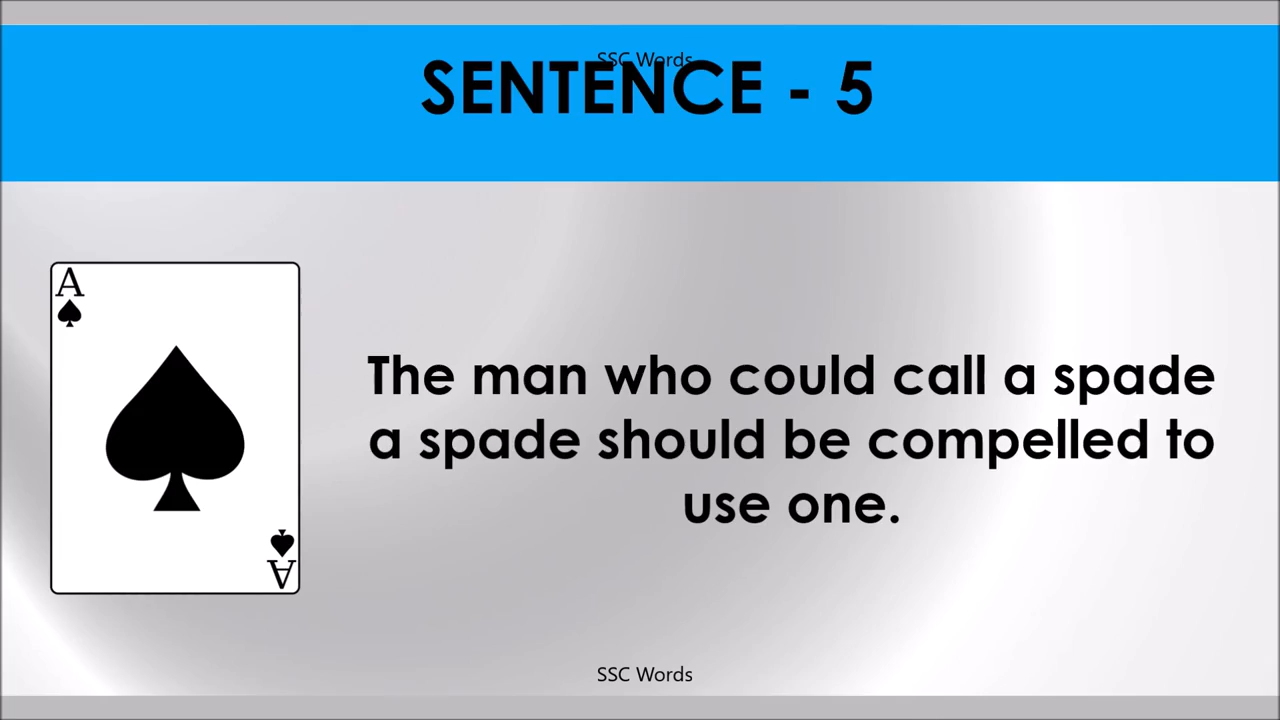 SSC Words
SENTENCE - 5
A
The man who could call a spade
a spade should be compelled to
use one.
A
SSC Words